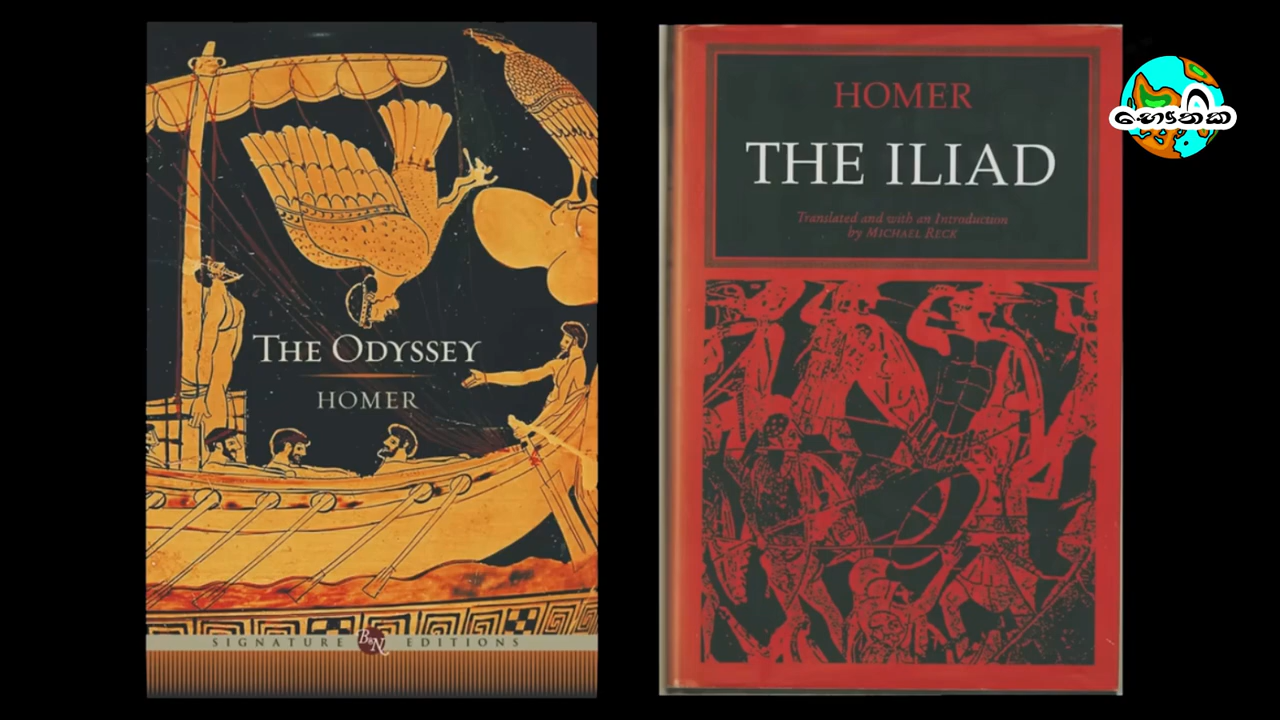 THE ODYSSEY
HOMER
SIGNATURE B&N EDITIONS
HOMER
THE ILIAD
Translated and with an Introduction
by MICHAEL RECK
භෞතික